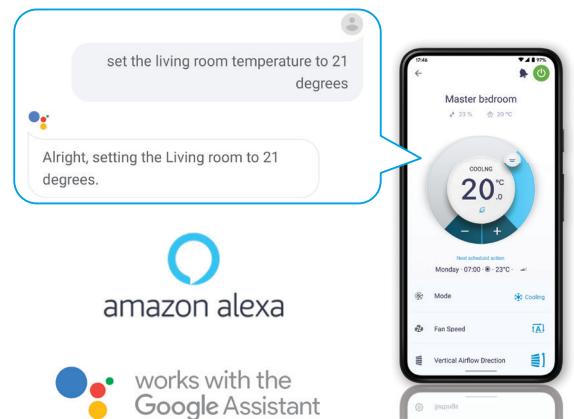 set the living room temperature to 21
degrees
Alright, setting the Living room to 21
degrees.
amazon alexa
works with the
Google Assistant
17:46
97%
Master bedroom
23 %
20 °C
COOLNG
20 °C .0
Next scheduled action
Monday · 07:00 · 23°C ·
Mode
Cooling
Fan Speed
A
Vertical Airflow Direction